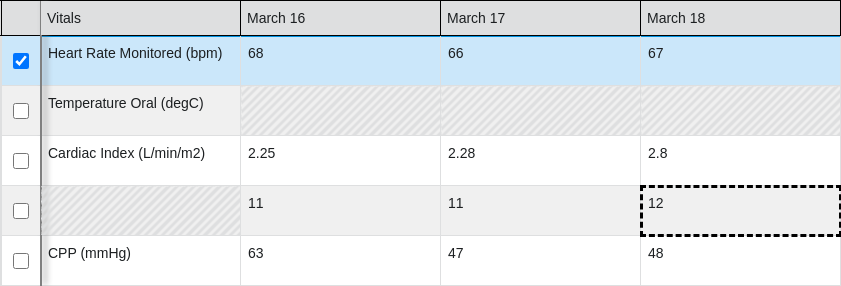 Vitals March 16 March 17 March 18
Heart Rate Monitored (bpm) 68 66 67
Temperature Oral (degC)
Cardiac Index (L/min/m2) 2.25 2.28 2.8
11 11 12
CPP (mmHg) 63 47 48